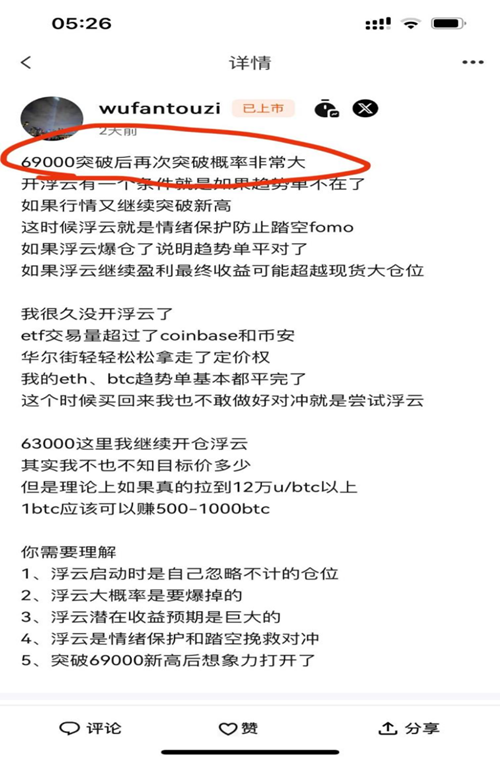 05:26
详情
wufantouzi 已上市
2天前
69000突破后再次突破概率非常大
开浮云有一个条件就是如果趋势单不在了
如果行情又继续突破新高
这时候浮云就是情绪保护防止踏空fomo
如果浮云爆仓了说明趋势单平对了
如果浮云继续盈利最终收益可能超越现货大仓位
我很久没开浮云了
etf交易量超过了coinbase和币安
华尔街轻轻松松拿走了定价权
我的eth、btc趋势单基本都平完了
这个时候买回来我也不敢做好对冲就是尝试浮云
63000这里我继续开仓浮云
其实我不也不知目标价多少
但是理论上如果真的拉到12万u/btc以上
1btc应该可以赚500-1000btc
你需要理解
1、浮云启动时是自己忽略不计的仓位
2、浮云大概率是要爆掉的
3、浮云潜在收益预期是巨大的
4、浮云是情绪保护和踏空挽救对冲
5、突破69000新高后想象力打开了
评论 赞 分享